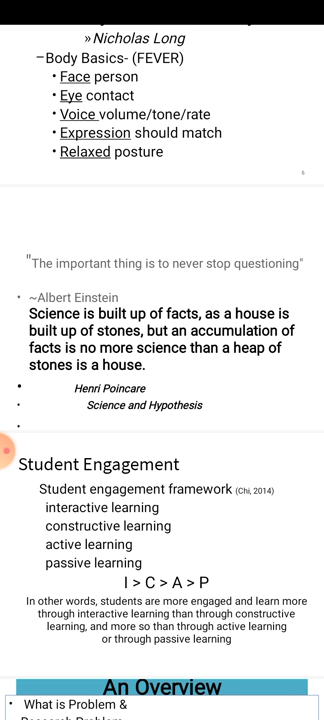 » Nicholas Long
– Body Basics- (FEVER)
• Face person
• Eye contact
• Voice volume/tone/rate
• Expression should match
• Relaxed posture
6
"The important thing is to never stop questioning"
• ~Albert Einstein
Science is built up of facts, as a house is
built up of stones, but an accumulation of
facts is no more science than a heap of
stones is a house.
• Henri Poincare
• Science and Hypothesis
•
Student Engagement
Student engagement framework (Chi, 2014)
interactive learning
constructive learning
active learning
passive learning
I > C > A > P
In other words, students are more engaged and learn more
through interactive learning than through constructive
learning, and more so than through active learning
or through passive learning
An Overview
• What is Problem &
Research Problem